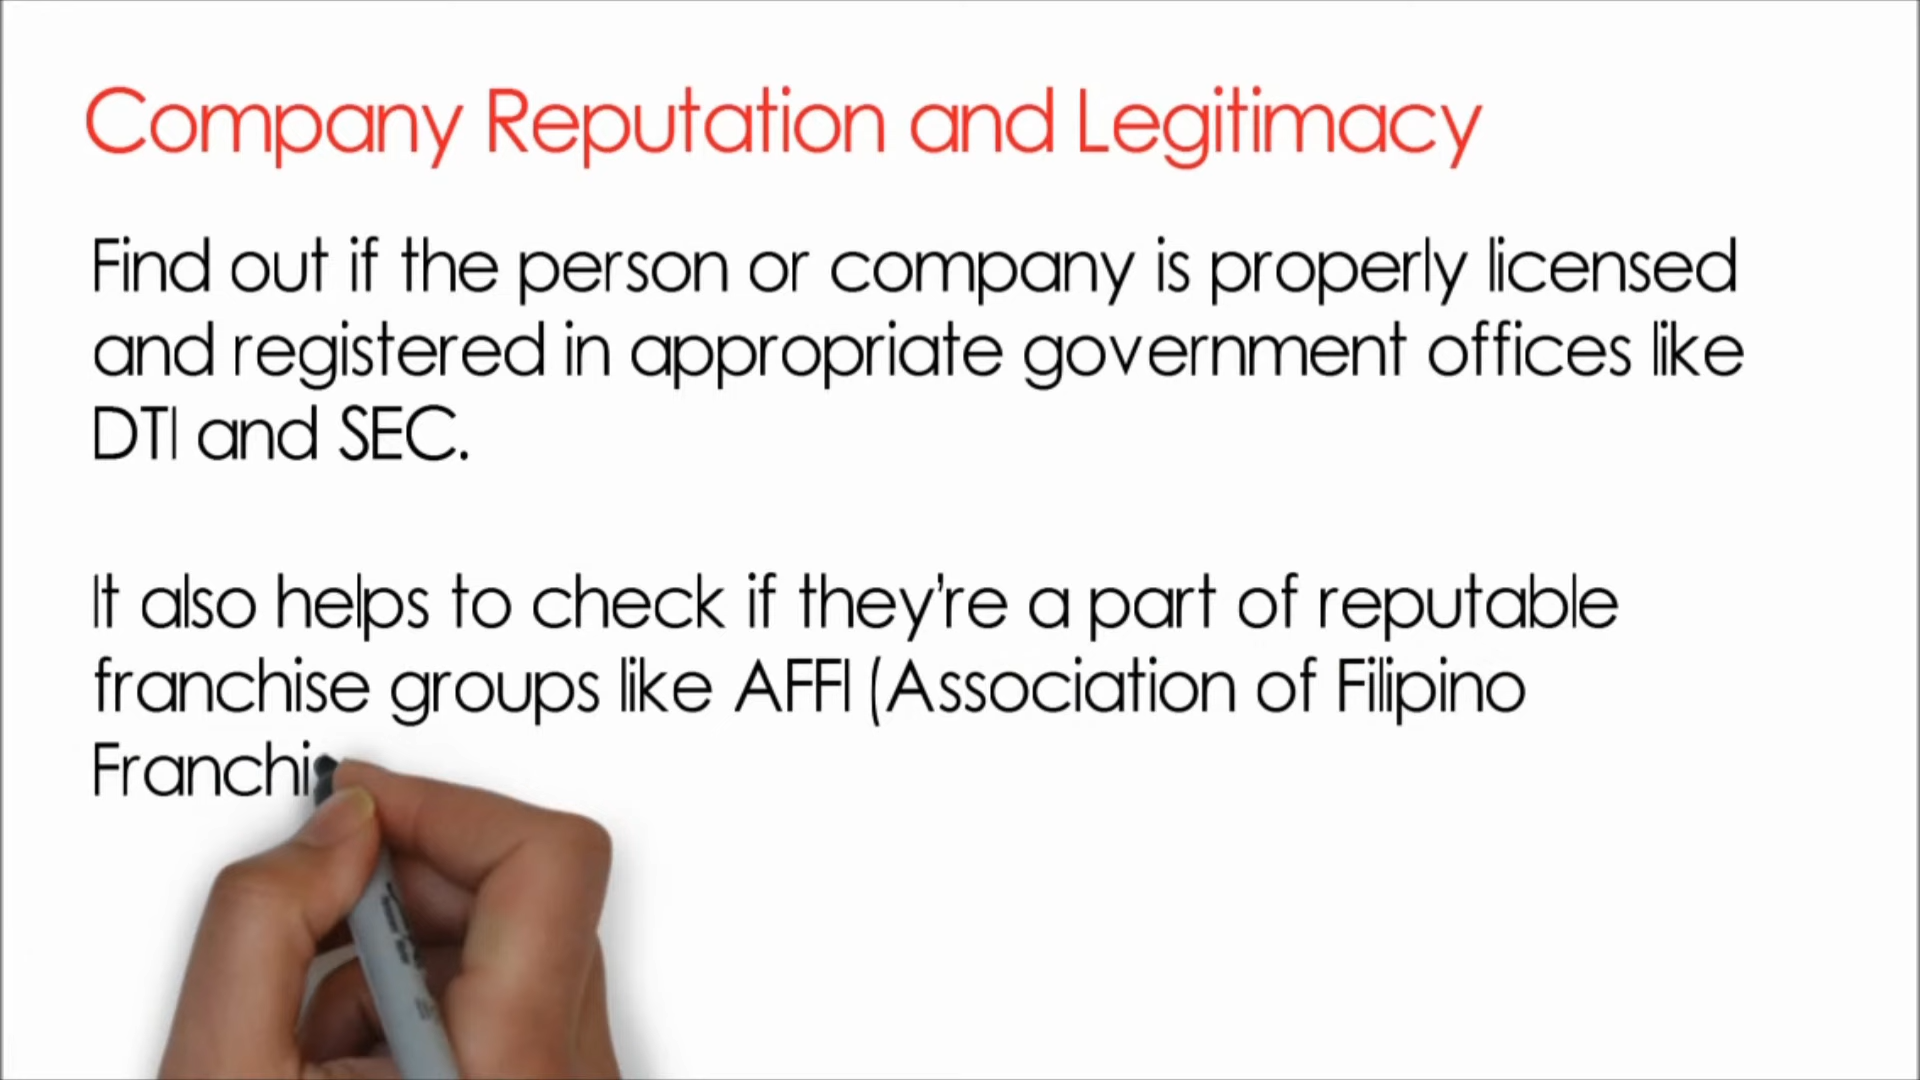 Company Reputation and Legitimacy
Find out if the person or company is properly licensed
and registered in appropriate government offices like
DTI and SEC.
It also helps to check if they're a part of reputable
franchise groups like AFFI (Association of Filipino
Franchi